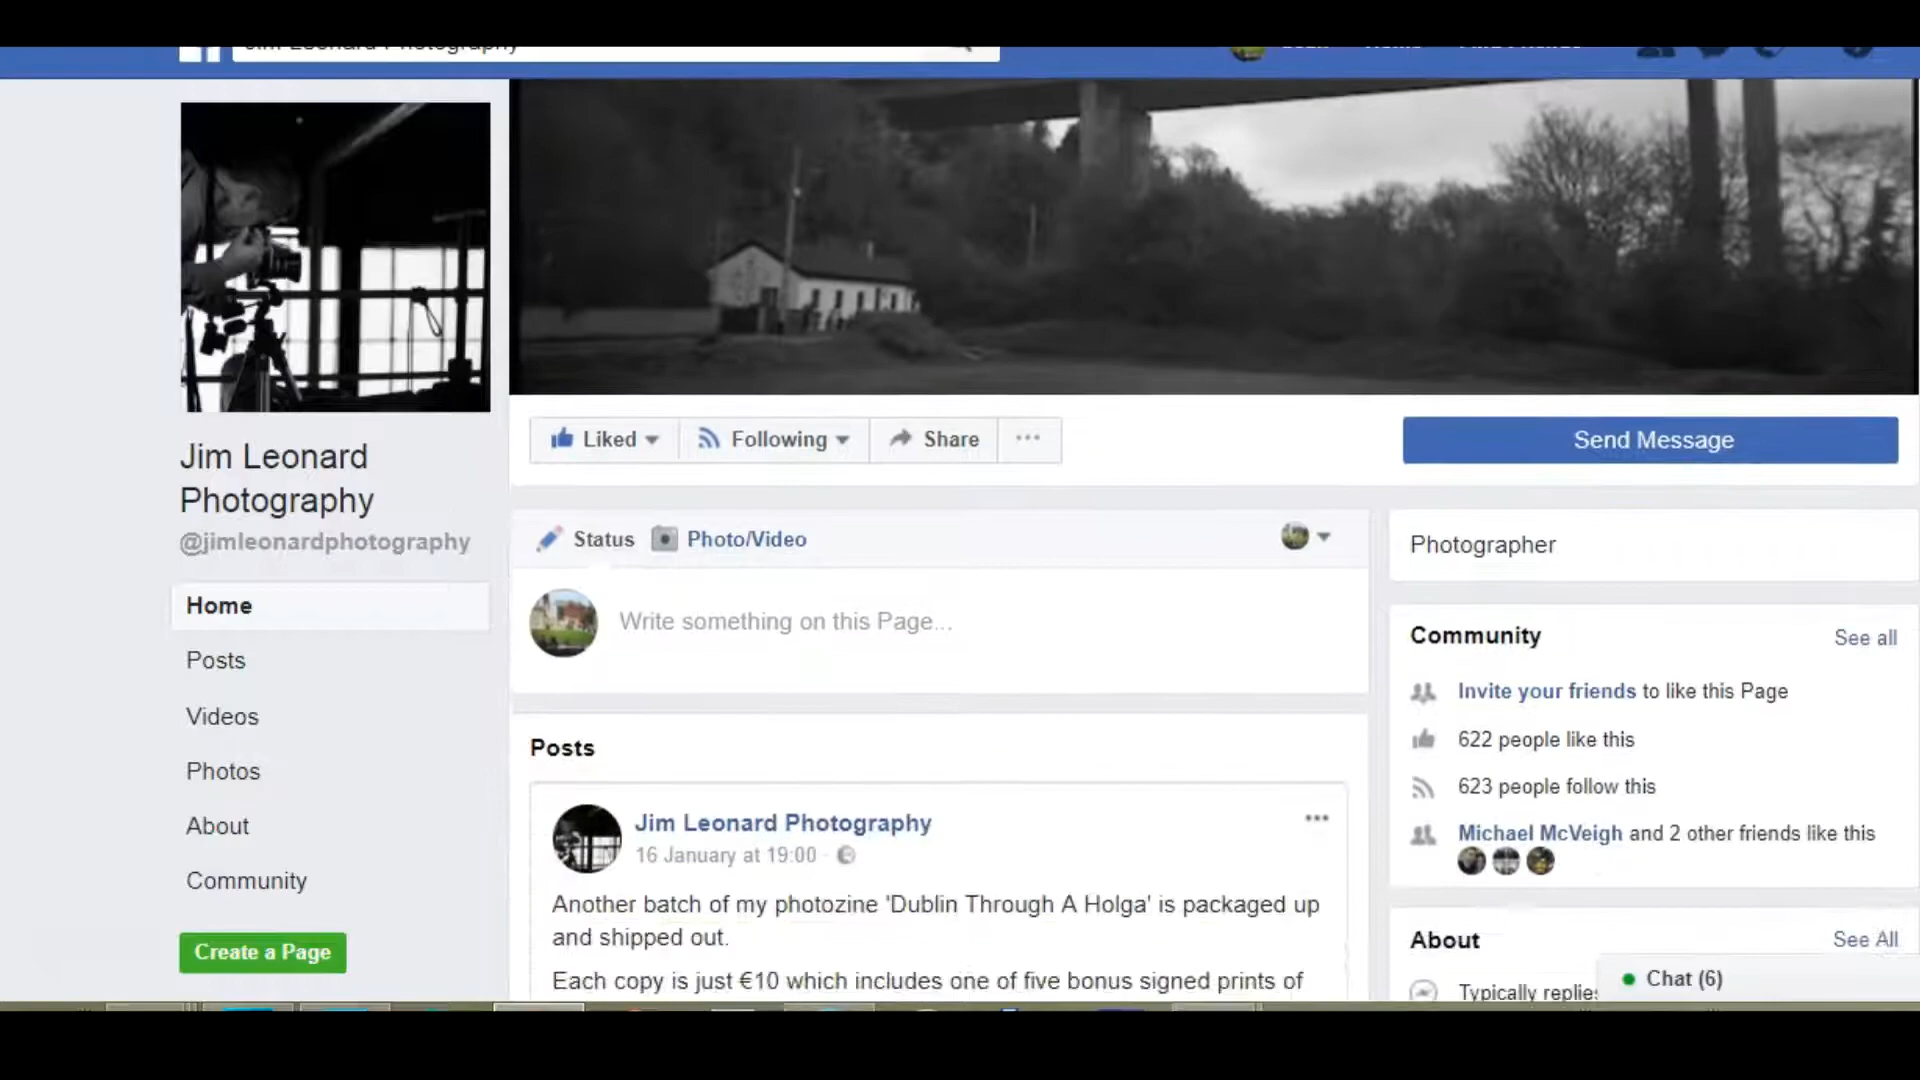 Jim Leonard Photography
Jim Leonard
Photography
@jimleonardphotography
Home
Posts
Videos
Photos
About
Community
Create a Page
Liked
Following
Share
Send Message
Status
Photo/Video
Write something on this Page...
Posts
Jim Leonard Photography
16 January at 19:00
Another batch of my photozine 'Dublin Through A Holga' is packaged up
and shipped out.
Each copy is just €10 which includes one of five bonus signed prints of
Photographer
Community
See all
Invite your friends to like this Page
622 people like this
623 people follow this
Michael McVeigh and 2 other friends like this
About
See All
Typically
Chat (6)